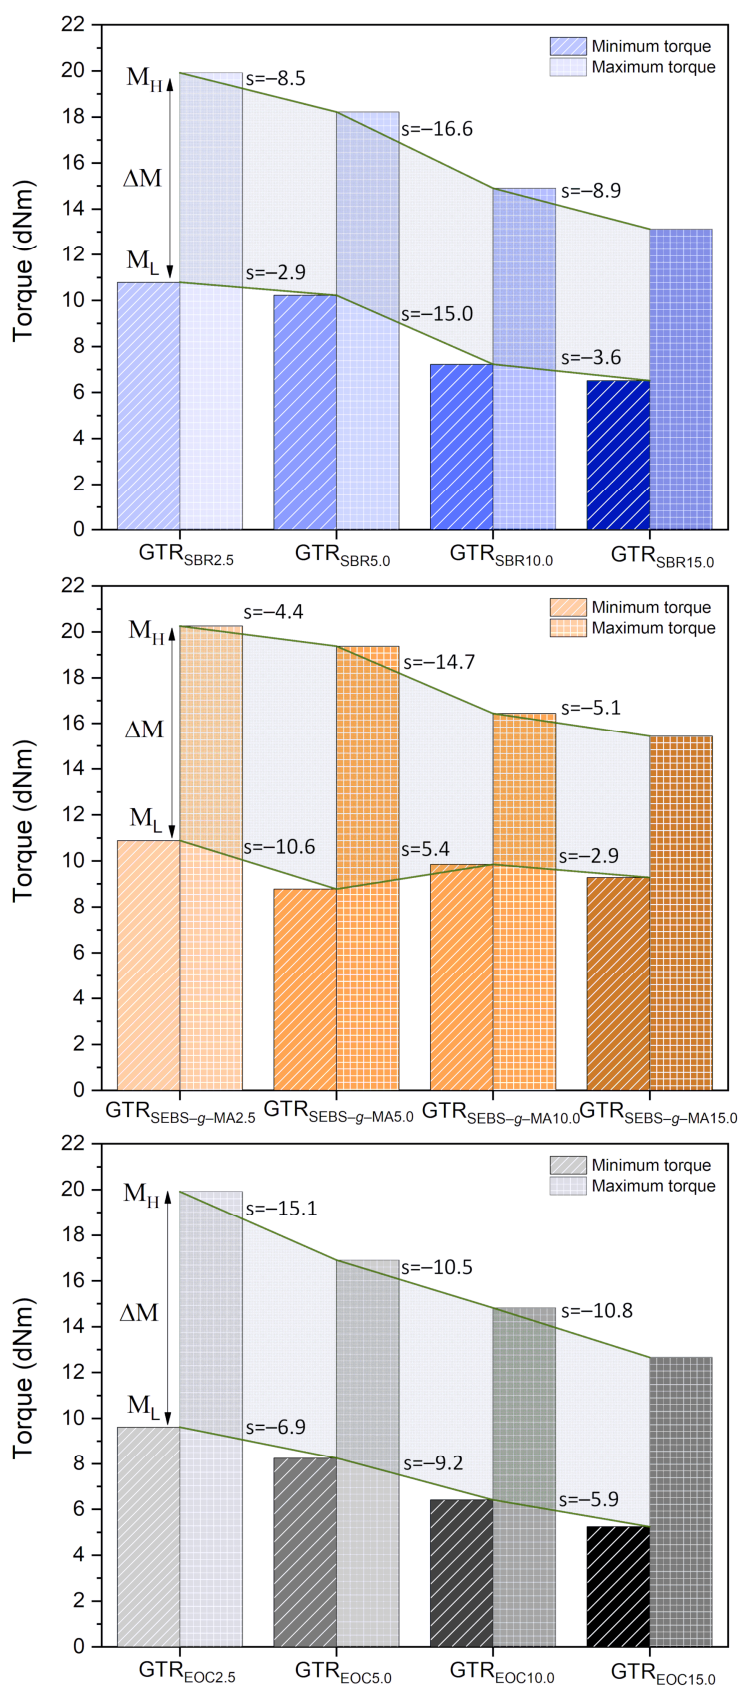 22
20
18
16
14
12
10
8
6
4
2
0
Torque (dNm)
Minimum torque
Maximum torque
M_H
ΔM
M_L
s=–8.5
s=–16.6
s=–8.9
s=–2.9
s=–15.0
s=–3.6
GTR_SBR2.5
GTR_SBR5.0
GTR_SBR10.0
GTR_SBR15.0
22
20
18
16
14
12
10
8
6
4
2
0
Torque (dNm)
Minimum torque
Maximum torque
M_H
ΔM
M_L
s=–4.4
s=–14.7
s=–5.1
s=–10.6
s=5.4
s=–2.9
GTR_SEBS–g–MA2.5
GTR_SEBS–g–MA5.0
GTR_SEBS–g–MA10.0
GTR_SEBS–g–MA15.0
22
20
18
16
14
12
10
8
6
4
2
0
Torque (dNm)
Minimum torque
Maximum torque
M_H
ΔM
M_L
s=–15.1
s=–10.5
s=–10.8
s=–6.9
s=–9.2
s=–5.9
GTR_EOC2.5
GTR_EOC5.0
GTR_EOC10.0
GTR_EOC15.0